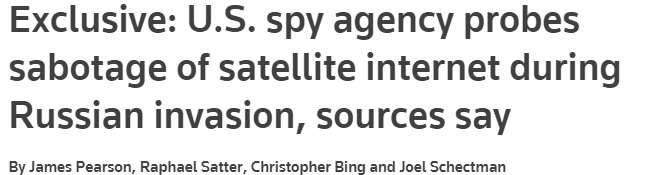 Exclusive: U.S. spy agency probes
sabotage of satellite internet during
Russian invasion, sources say
By James Pearson, Raphael Satter, Christopher Bing and Joel Schectman